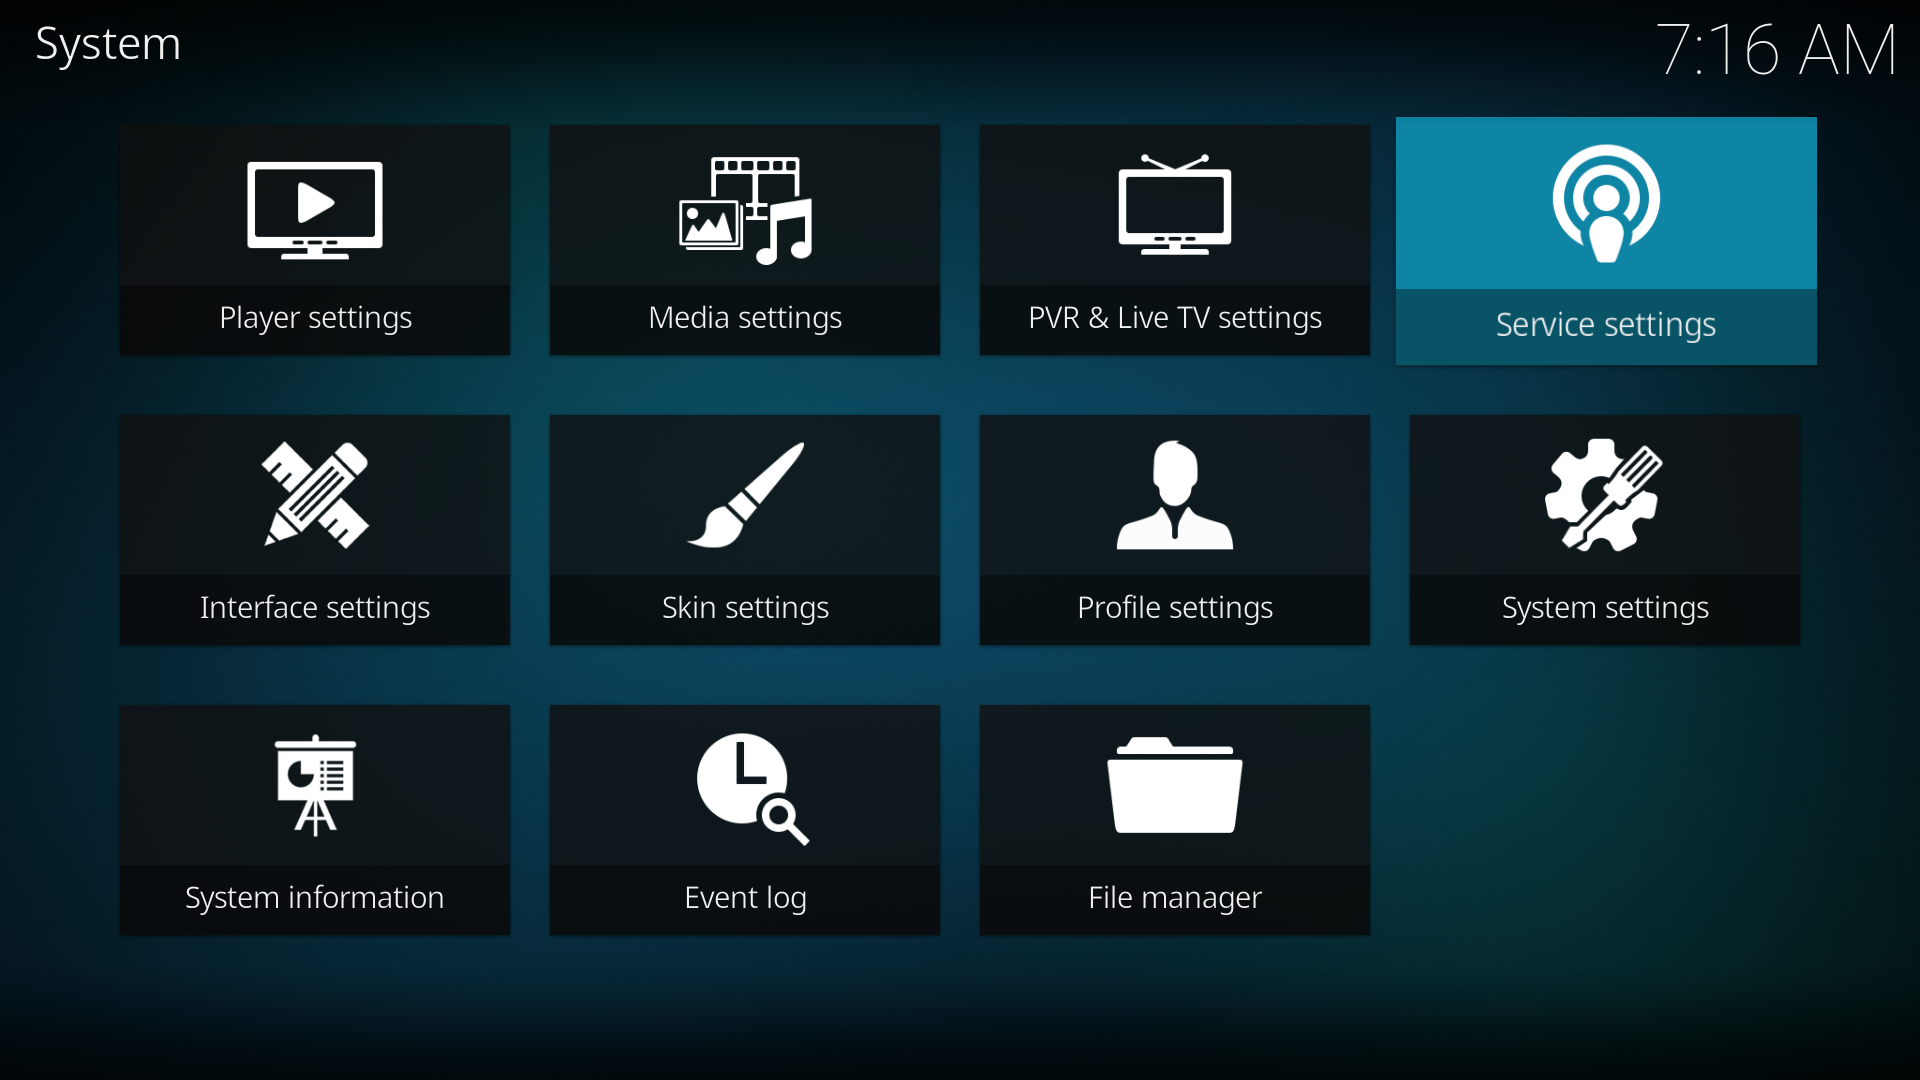 System
7:16 AM
Player settings
Media settings
PVR & Live TV settings
Service settings
Interface settings
Skin settings
Profile settings
System settings
System information
Event log
File manager